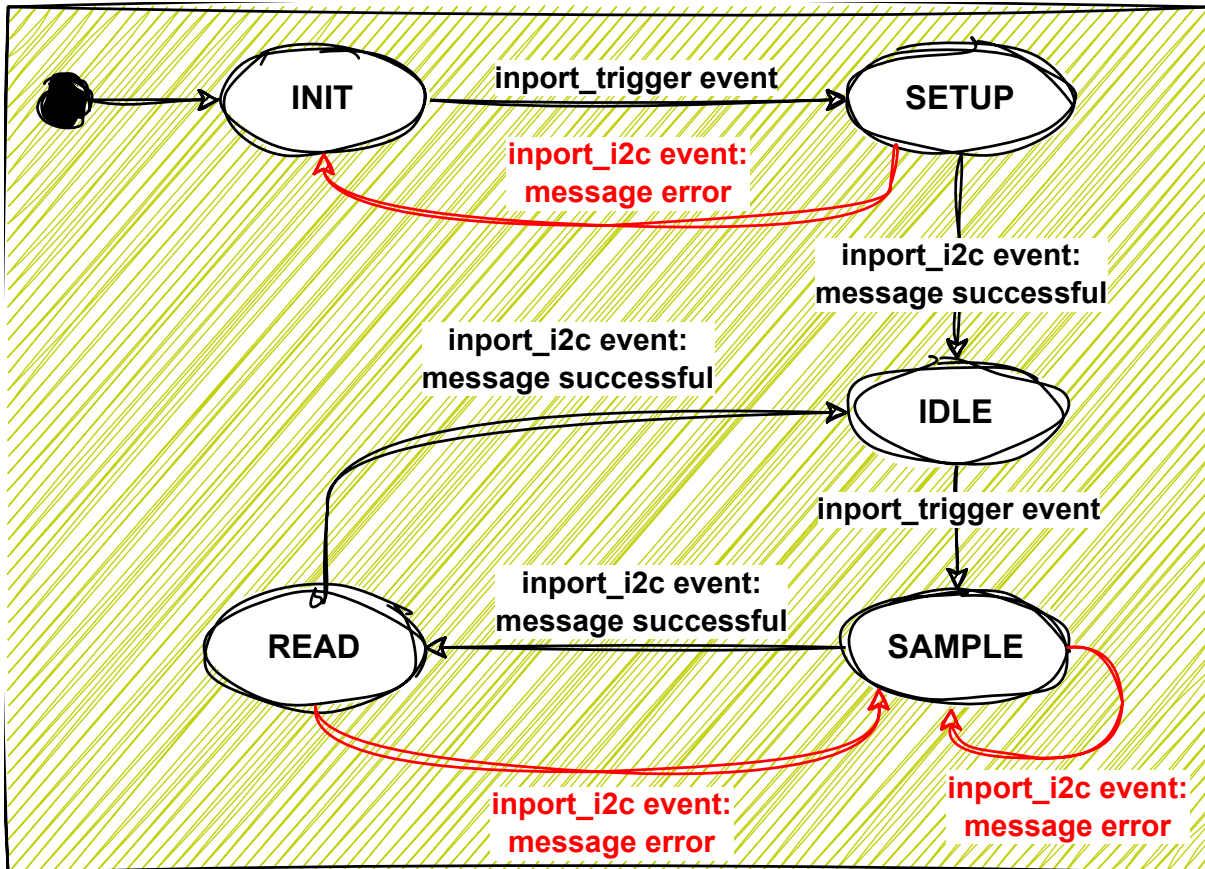 INIT
inport_trigger event
SETUP
inport_i2c event:
message error
inport_i2c event:
message successful
inport_i2c event:
message successful
IDLE
inport_trigger event
inport_i2c event:
message successful
READ
SAMPLE
inport_i2c event:
message error
inport_i2c event:
message error